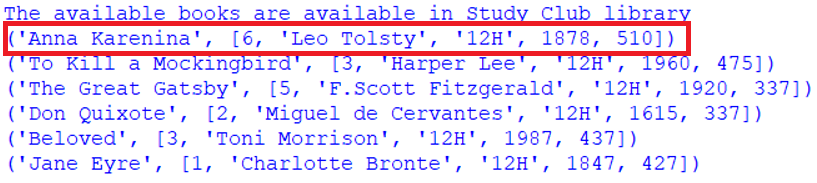 The available books are available in Study Club library
('Anna Karenina', [6, 'Leo Tolsty', '12H', 1878, 510])
('To Kill a Mockingbird', [3, 'Harper Lee', '12H', 1960, 475])
('The Great Gatsby', [5, 'F.Scott Fitzgerald', '12H', 1920, 337])
('Don Quixote', [2, 'Miguel de Cervantes', '12H', 1615, 337])
('Beloved', [3, 'Toni Morrison', '12H', 1987, 437])
('Jane Eyre', [1, 'Charlotte Bronte', '12H', 1847, 427])